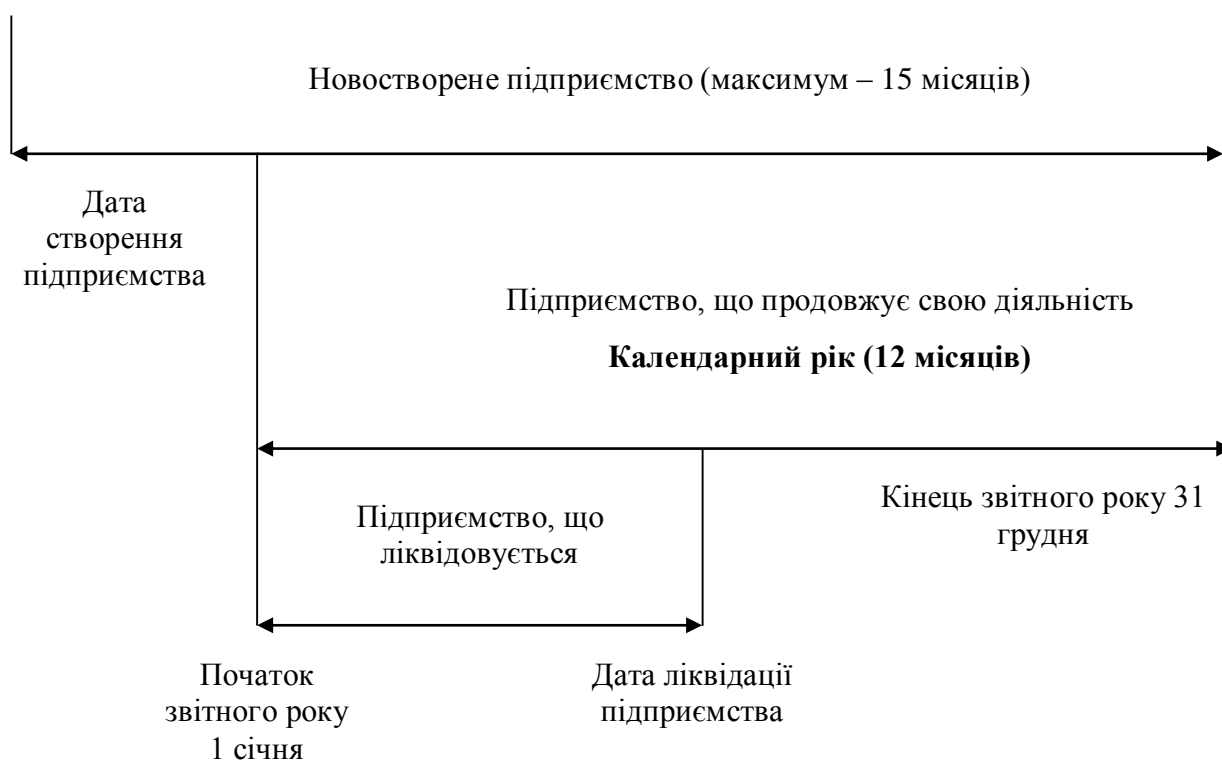 Новостворене підприємство (максимум – 15 місяців)
Дата
створення
підприємства
Підприємство, що продовжує свою діяльність
Календарний рік (12 місяців)
Кінець звітного року 31
грудня
Підприємство, що
ліквідовується
Початок
звітного року
1 січня
Дата ліквідації
підприємства